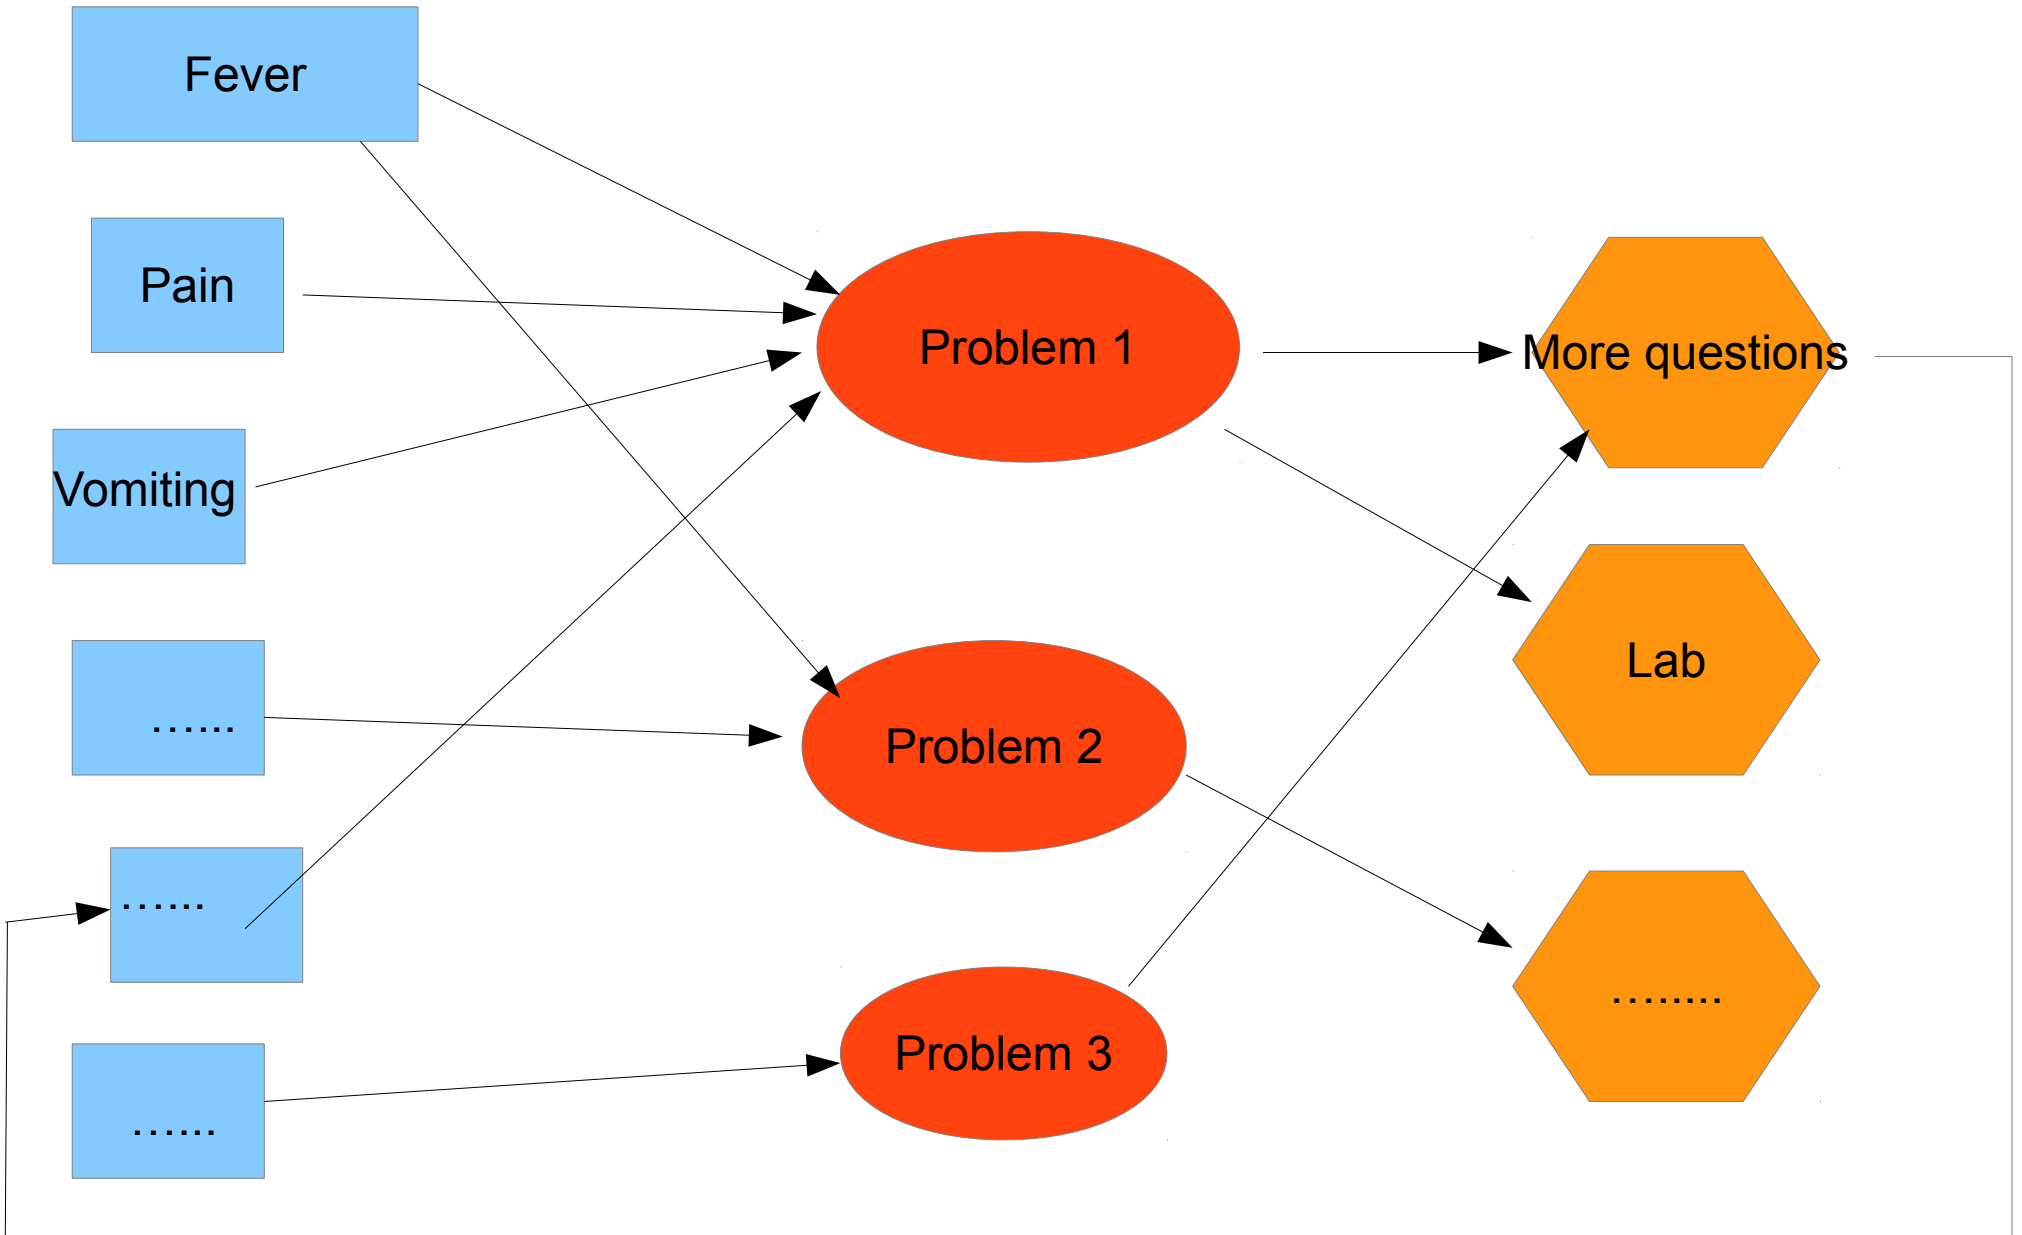 Fever
Pain
Vomiting
…...
…...
…...
Problem 1
Problem 2
Problem 3
More questions
Lab
….....